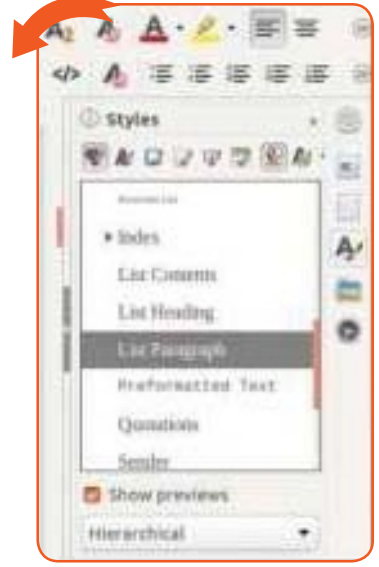 Styles
Index
List Contents
List Heading
List Paragraph
Preformatted Text
Quotations
Sender
Show previews
Hierarchical